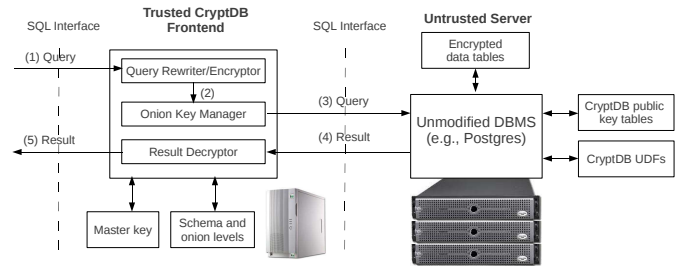 Trusted CryptDB
Frontend
Untrusted Server
SQL Interface
SQL Interface
(1) Query
Query Rewriter/Encryptor
(2)
Onion Key Manager
(3) Query
(4) Result
(5) Result
Result Decryptor
Master key
Schema and
onion levels
Encrypted
data tables
Unmodified DBMS
(e.g., Postgres)
CryptDB public
key tables
CryptDB UDFs